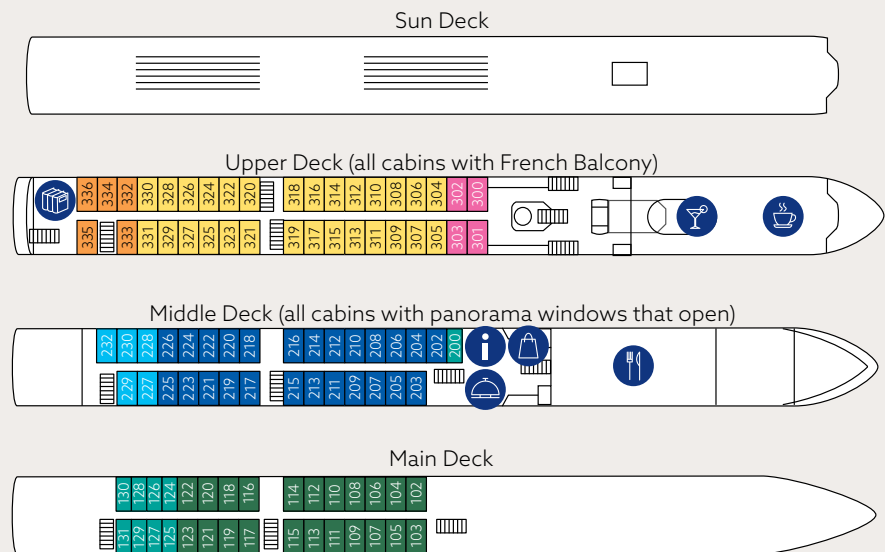 Sun Deck
Upper Deck (all cabins with French Balcony)
336 334 332 330 328 326 324 322 320 318 316 314 312 310 308 306 304 302 300
335 333 331 329 327 325 323 321 319 317 315 313 311 309 307 305 303 301
Middle Deck (all cabins with panorama windows that open)
232 230 228 226 224 222 220 218 216 214 212 210 208 206 204 202 200
229 227 225 223 221 219 217 215 213 211 209 207 205 203
Main Deck
130 128 126 124 122 120 118 116 114 112 110 108 106 104 102
131 129 127 125 123 121 119 117 115 113 111 109 107 105 103